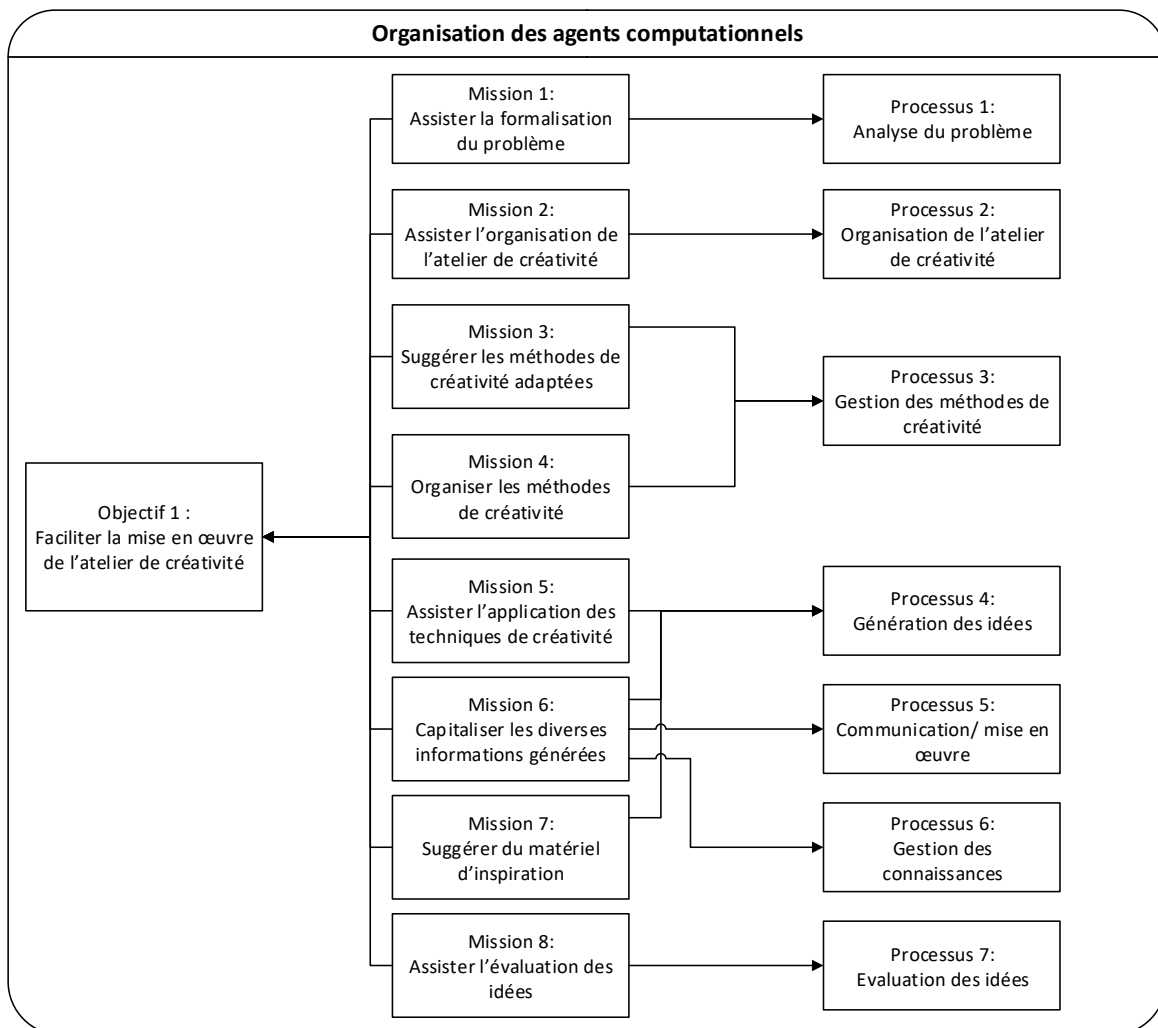 Organisation des agents computationnels
Mission 1:
Assister la formalisation
du problème
Processus 1:
Analyse du problème
Mission 2:
Assister l'organisation de
l'atelier de créativité
Processus 2:
Organisation de l'atelier
de créativité
Mission 3:
Suggérer les méthodes de
créativité adaptées
Processus 3:
Gestion des méthodes de
créativité
Mission 4:
Organiser les méthodes
de créativité
Objectif 1 :
Faciliter la mise en œuvre
de l'atelier de créativité
Mission 5:
Assister l'application des
techniques de créativité
Processus 4:
Génération des idées
Mission 6:
Capitaliser les diverses
informations générées
Processus 5:
Communication/ mise en
œuvre
Mission 7:
Suggérer du matériel
d'inspiration
Processus 6:
Gestion des
connaissances
Mission 8:
Assister l'évaluation des
idées
Processus 7:
Evaluation des idées